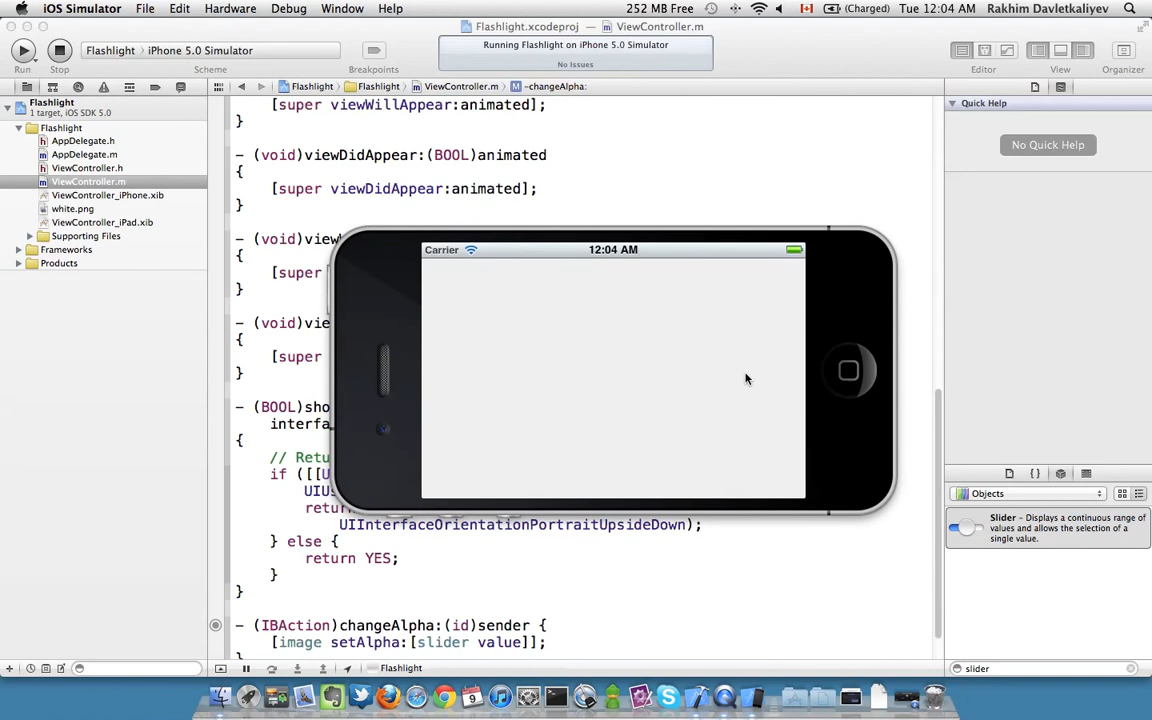 iOS Simulator File Edit Hardware Debug Window Help 252 MB Free (Charged) Tue 12:04 AM Rakhim Davletkaliyev
Flashlight.xcodeproj — ViewController.m
Flashlight iPhone 5.0 Simulator
Running Flashlight on iPhone 5.0 Simulator
No Issues
Run Stop Scheme Breakpoints Editor View Organizer
Flashlight Flashlight ViewController.m M -changeAlpha:
Quick Help
No Quick Help
Flashlight
1 target, iOS SDK 5.0
Flashlight
h AppDelegate.h
m AppDelegate.m
h ViewController.h
m ViewController.m
ViewController_iPhone.xib
white.png
ViewController_iPad.xib
Supporting Files
Frameworks
Products
[super viewWillAppear:animated];
}
- (void)viewDidAppear:(BOOL)animated
{
[super viewDidAppear:animated];
}
- (void)view
{
[super
}
- (void)vie
{
[super
}
- (BOOL)sho
interfa
{
// Retu
if ([[U
UIUs
retur
UIInterfaceOrientationPortraitUpsideDown);
} else {
return YES;
}
}
- (IBAction)changeAlpha:(id)sender {
[image setAlpha:[slider value]];
}
Carrier 12:04 AM
Objects
Slider - Displays a continuous range of
values and allows the selection of a
single value.
Flashlight
slider
9